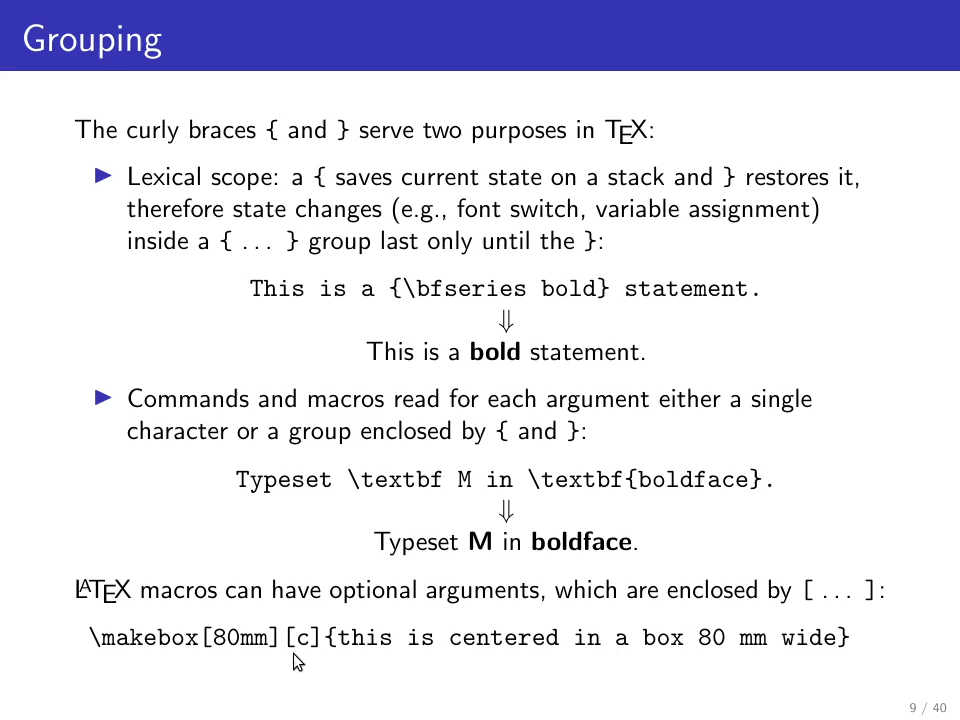 Grouping
The curly braces { and } serve two purposes in TEX:
▶ Lexical scope: a { saves current state on a stack and } restores it,
therefore state changes (e.g., font switch, variable assignment)
inside a { ... } group last only until the }:
This is a {\bfseries bold} statement.
⇓
This is a bold statement.
▶ Commands and macros read for each argument either a single
character or a group enclosed by { and }:
Typeset \textbf M in \textbf{boldface}.
⇓
Typeset M in boldface.
LATEX macros can have optional arguments, which are enclosed by [ ... ]:
\makebox[80mm][c]{this is centered in a box 80 mm wide}
9 / 40